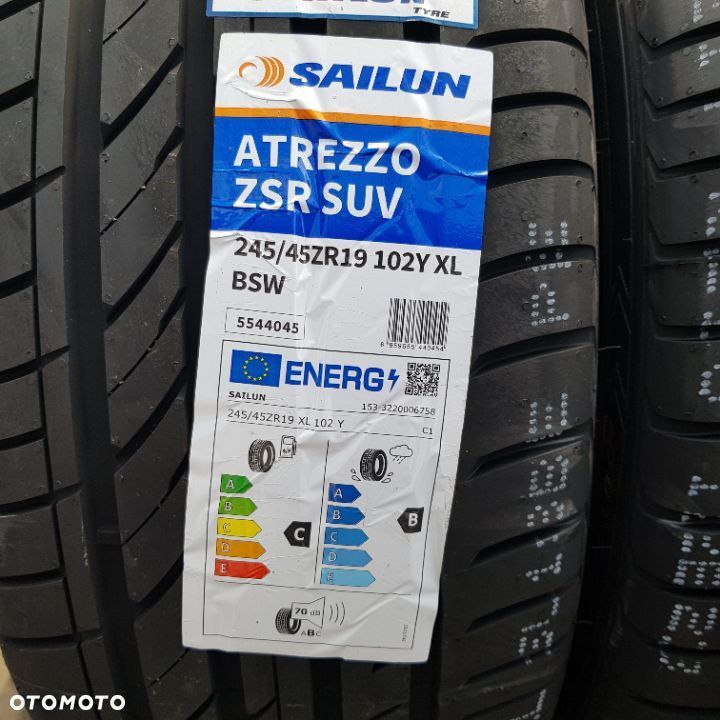 TYRE
SAILUN
ATREZZO
ZSR SUV
245/45ZR19 102Y XL
BSW
5544045
ENERG
SAILUN
153-3220006758
245/45ZR19 XL 102 Y
C1
A
B
C
D
E
C
A
B
C
D
E
B
70 dB
ABC
OTOMOTO